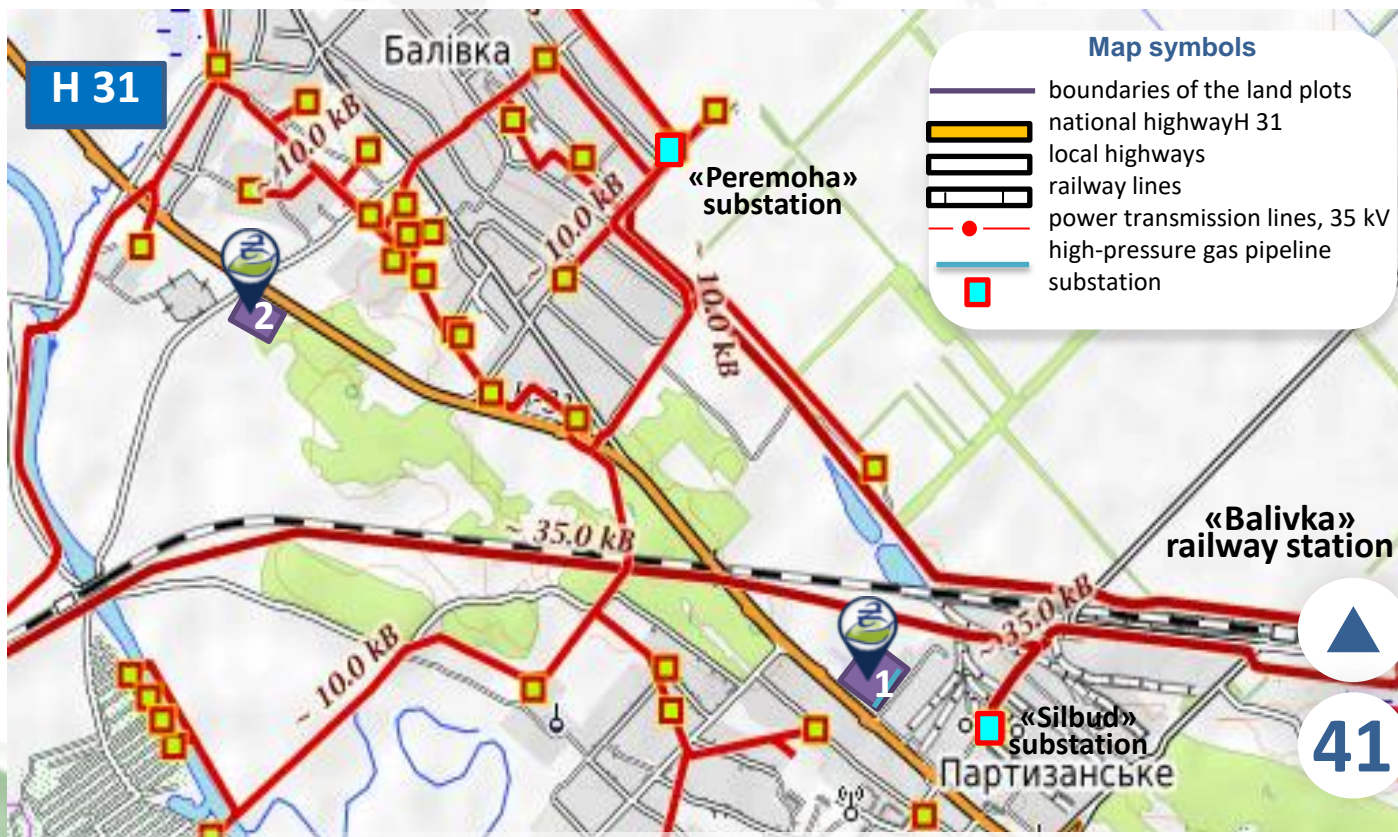 H 31
Балівка
Map symbols
boundaries of the land plots
national highwayH 31
local highways
railway lines
power transmission lines, 35 kV
high-pressure gas pipeline
substation
«Peremoha»
substation
~ 10.0 kB
~ 10.0 kB
~ 10.0 kB
2
~ 35.0 kB
«Balivka»
railway station
~ 35.0 kB
~ 10.0 kB
1
«Silbud»
substation
Партизанське
41